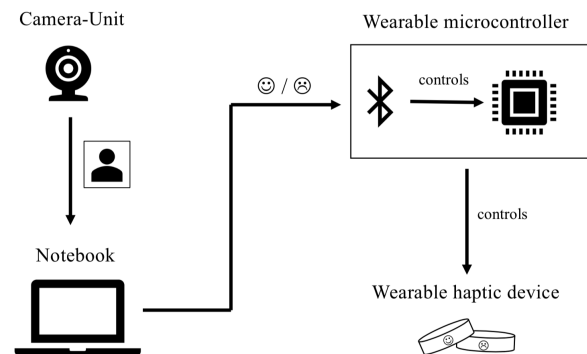 Camera-Unit
Wearable microcontroller
☺ / ☹
controls
controls
Notebook
Wearable haptic device